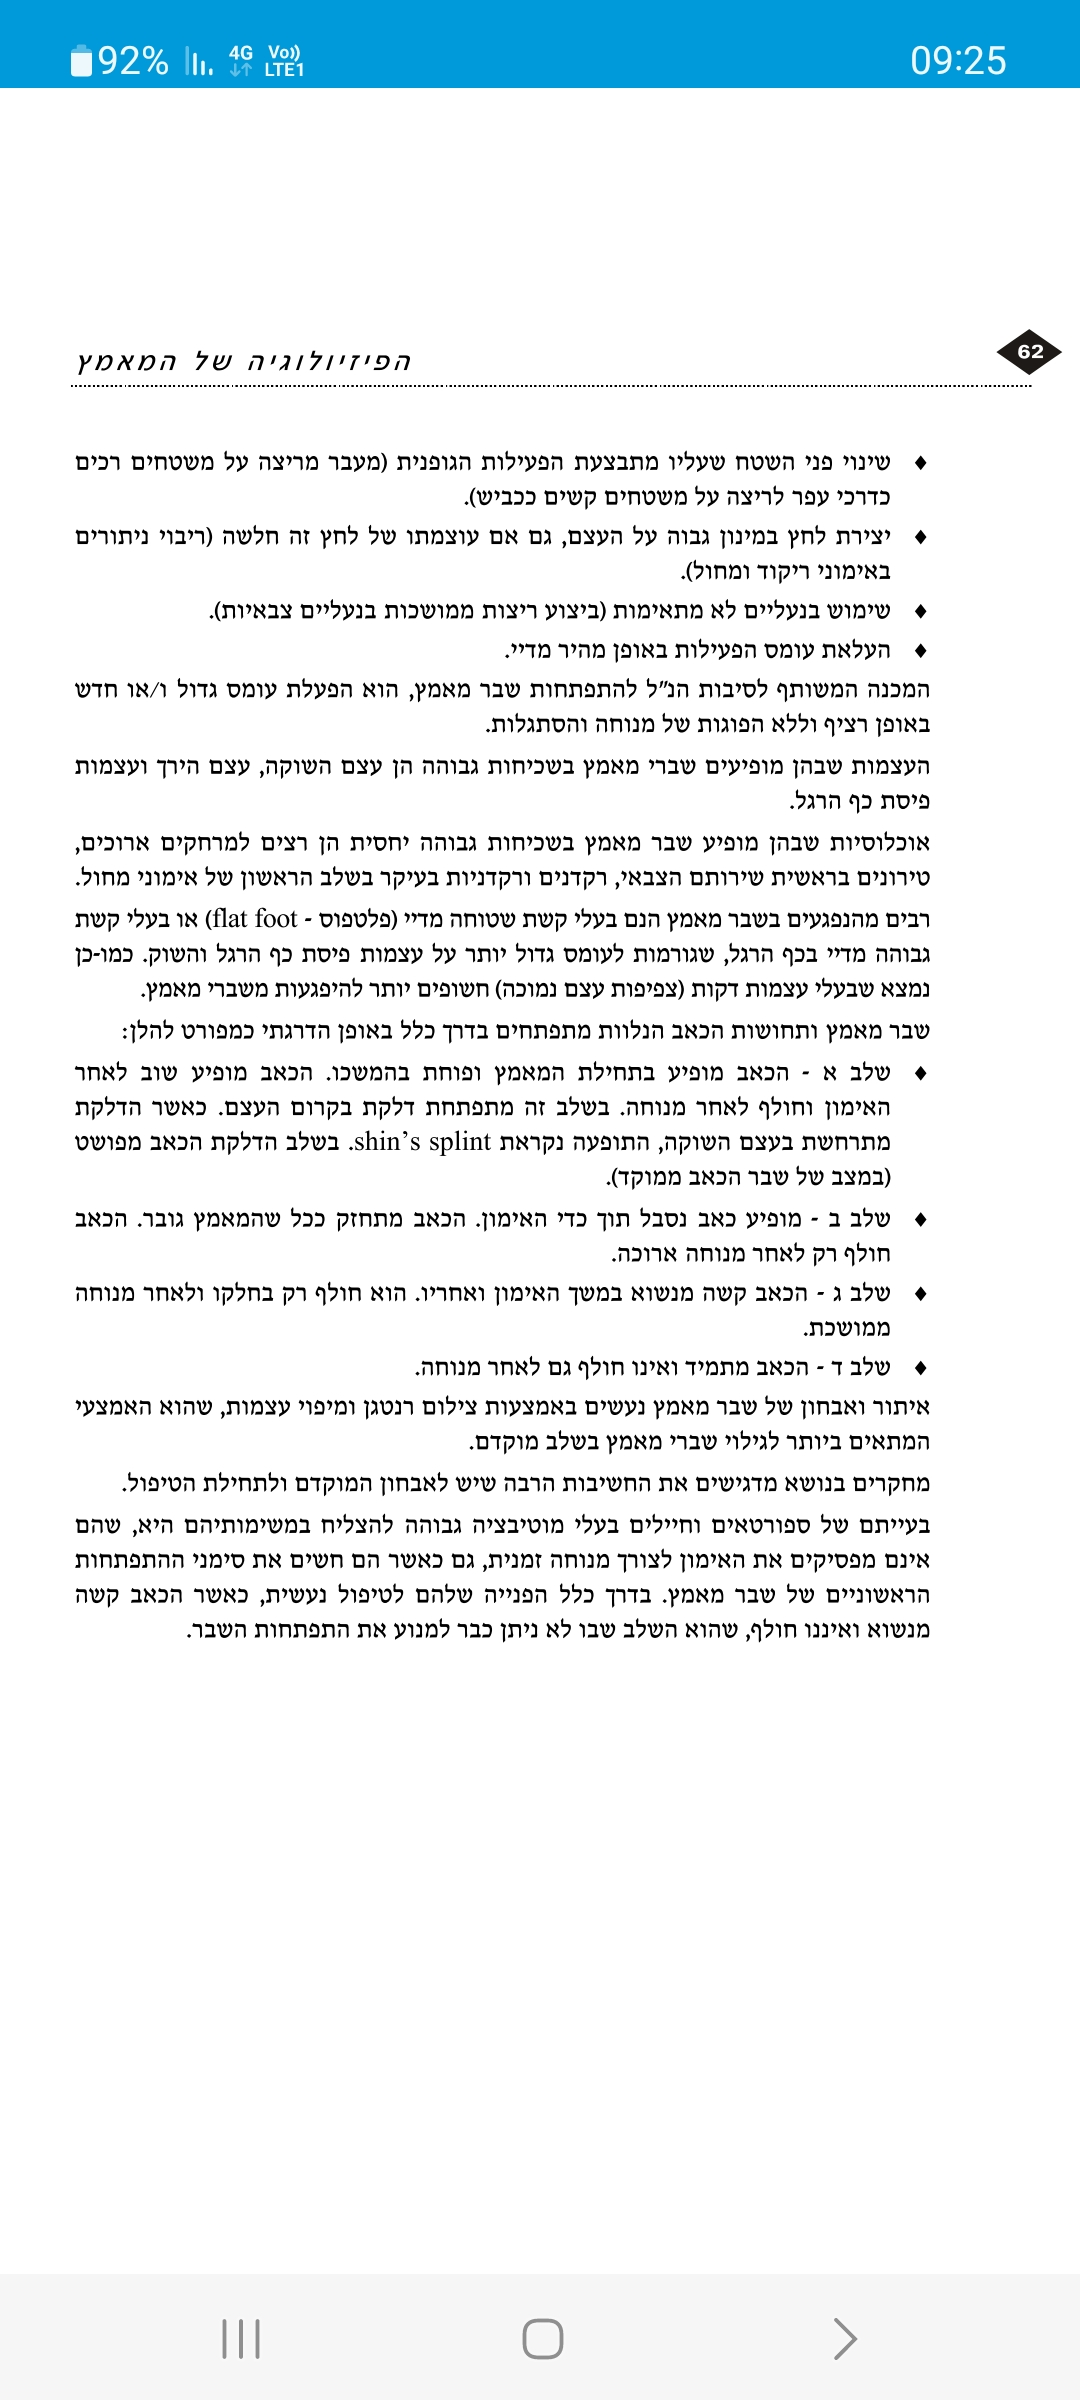 92% 4G Vo)) LTE1 09:25
הפיזיולוגיה של המאמץ 62
♦ שינוי פני השטח שעליו מתבצעת הפעילות הגופנית (מעבר מריצה על משטחים רכים
כדרכי עפר לריצה על משטחים קשים ככביש).
♦ יצירת לחץ במינון גבוה על העצם, גם אם עוצמתו של לחץ זה חלשה (ריבוי ניתורים
באימוני ריקוד ומחול).
♦ שימוש בנעליים לא מתאימות (ביצוע ריצות ממושכות בנעליים צבאיות).
♦ העלאת עומס הפעילות באופן מהיר מדיי.
המכנה המשותף לסיבות הנ"ל להתפתחות שבר מאמץ, הוא הפעלת עומס גדול ו/או חדש
באופן רציף וללא הפוגות של מנוחה והסתגלות.
העצמות שבהן מופיעים שברי מאמץ בשכיחות גבוהה הן עצם השוקה, עצם הירך ועצמות
פיסת כף הרגל.
אוכלוסיות שבהן מופיע שבר מאמץ בשכיחות גבוהה יחסית הן רצים למרחקים ארוכים,
טירונים בראשית שירותם הצבאי, רקדנים ורקדניות בעיקר בשלב הראשון של אימוני מחול.
רבים מהנפגעים בשבר מאמץ הנם בעלי קשת שטוחה מדיי (פלטפוס - flat foot) או בעלי קשת
גבוהה מדיי בכף הרגל, שגורמות לעומס גדול יותר על עצמות פיסת כף הרגל והשוק. כמו-כן
נמצא שבעלי עצמות דקות (צפיפות עצם נמוכה) חשופים יותר להיפגעות משברי מאמץ.
שבר מאמץ ותחושות הכאב הנלוות מתפתחים בדרך כלל באופן הדרגתי כמפורט להלן:
♦ שלב א - הכאב מופיע בתחילת המאמץ ופוחת בהמשכו. הכאב מופיע שוב לאחר
האימון וחולף לאחר מנוחה. בשלב זה מתפתחת דלקת בקרום העצם. כאשר הדלקת
מתרחשת בעצם השוקה, התופעה נקראת shin's splint. בשלב הדלקת הכאב מפושט
(במצב של שבר הכאב ממוקד).
♦ שלב ב - מופיע כאב נסבל תוך כדי האימון. הכאב מתחזק ככל שהמאמץ גובר. הכאב
חולף רק לאחר מנוחה ארוכה.
♦ שלב ג - הכאב קשה מנשוא במשך האימון ואחריו. הוא חולף רק בחלקו ולאחר מנוחה
ממושכת.
♦ שלב ד - הכאב מתמיד ואינו חולף גם לאחר מנוחה.
איתור ואבחון של שבר מאמץ נעשים באמצעות צילום רנטגן ומיפוי עצמות, שהוא האמצעי
המתאים ביותר לגילוי שברי מאמץ בשלב מוקדם.
מחקרים בנושא מדגישים את החשיבות הרבה שיש לאבחון המוקדם ולתחילת הטיפול.
בעייתם של ספורטאים וחיילים בעלי מוטיבציה גבוהה להצליח במשימותיהם היא, שהם
אינם מפסיקים את האימון לצורך מנוחה זמנית, גם כאשר הם חשים את סימני ההתפתחות
הראשוניים של שבר מאמץ. בדרך כלל הפנייה שלהם לטיפול נעשית, כאשר הכאב קשה
מנשוא ואיננו חולף, שהוא השלב שבו לא ניתן כבר למנוע את התפתחות השבר.